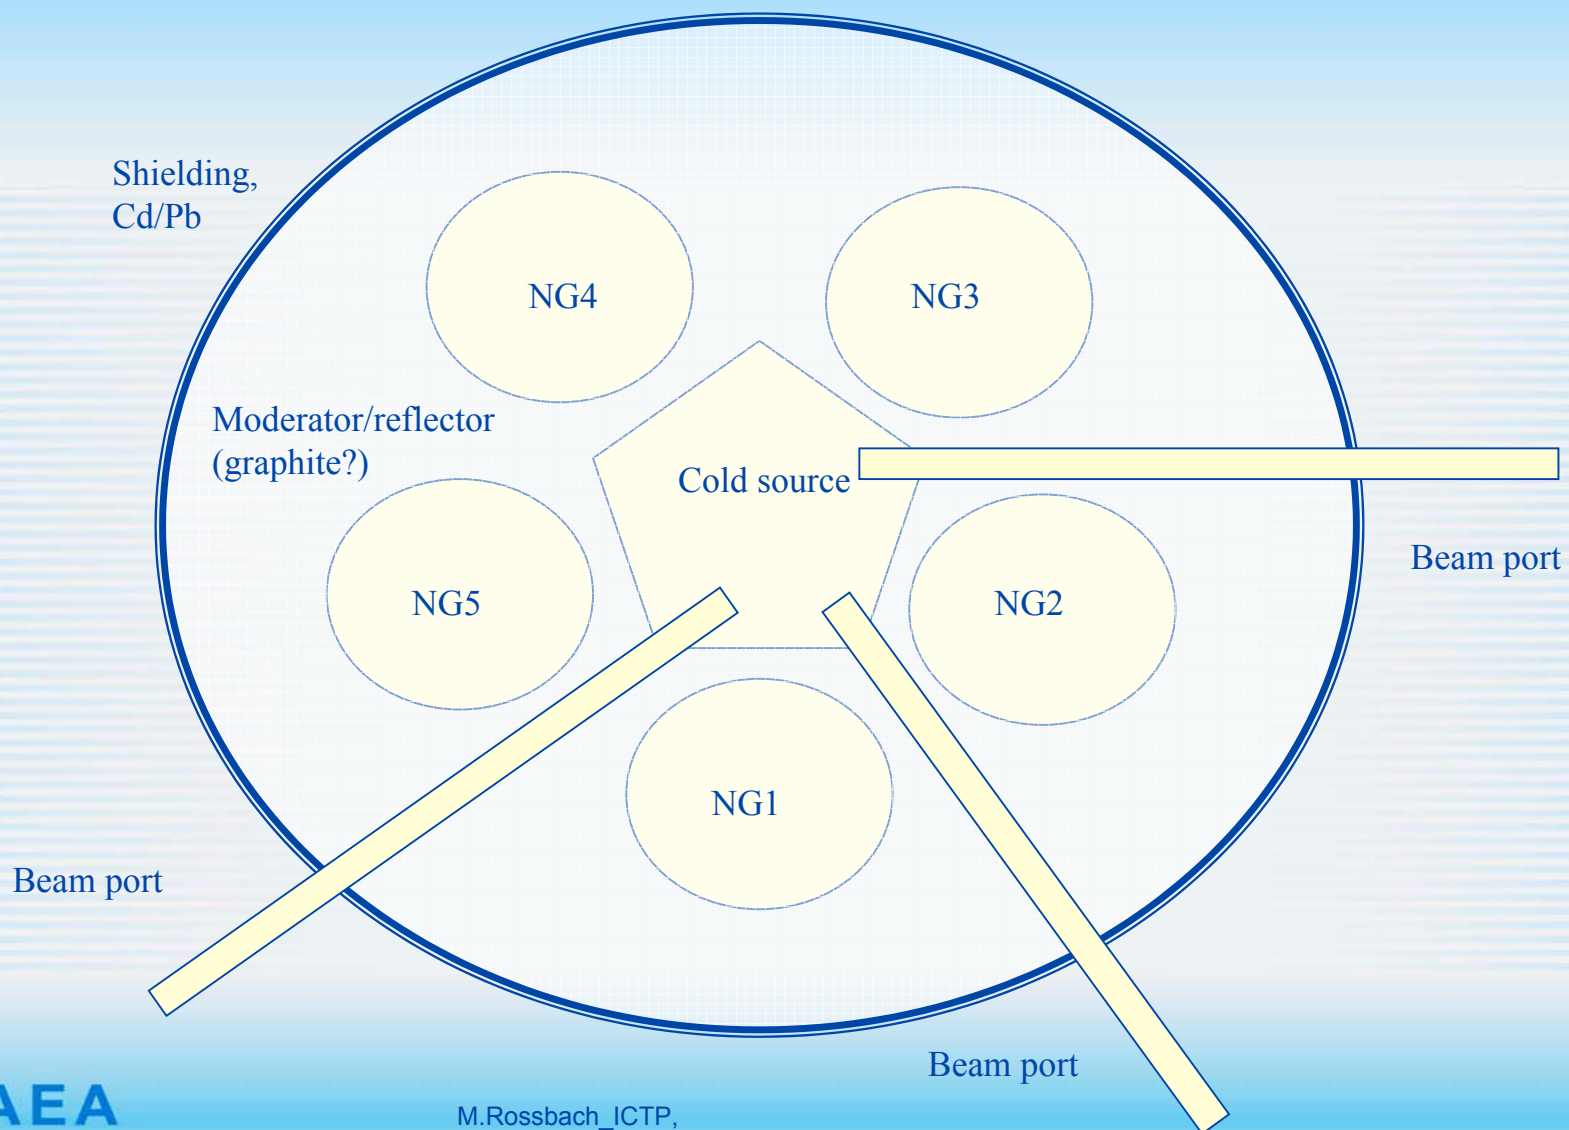 Shielding,
Cd/Pb
NG4
NG3
Moderator/reflector
(graphite?)
Cold source
Beam port
NG5
NG2
NG1
Beam port
Beam port
AEA
M.Rossbach_ICTP,